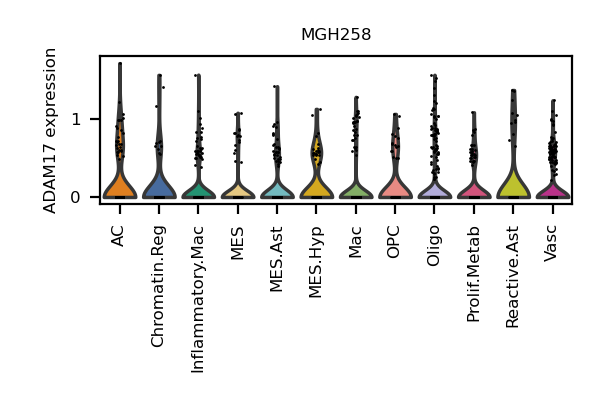 MGH258
ADAM17 expression
1
0
AC
Chromatin.Reg
Inflammatory.Mac
MES
MES.Ast
MES.Hyp
Mac
OPC
Oligo
Prolif.Metab
Reactive.Ast
Vasc